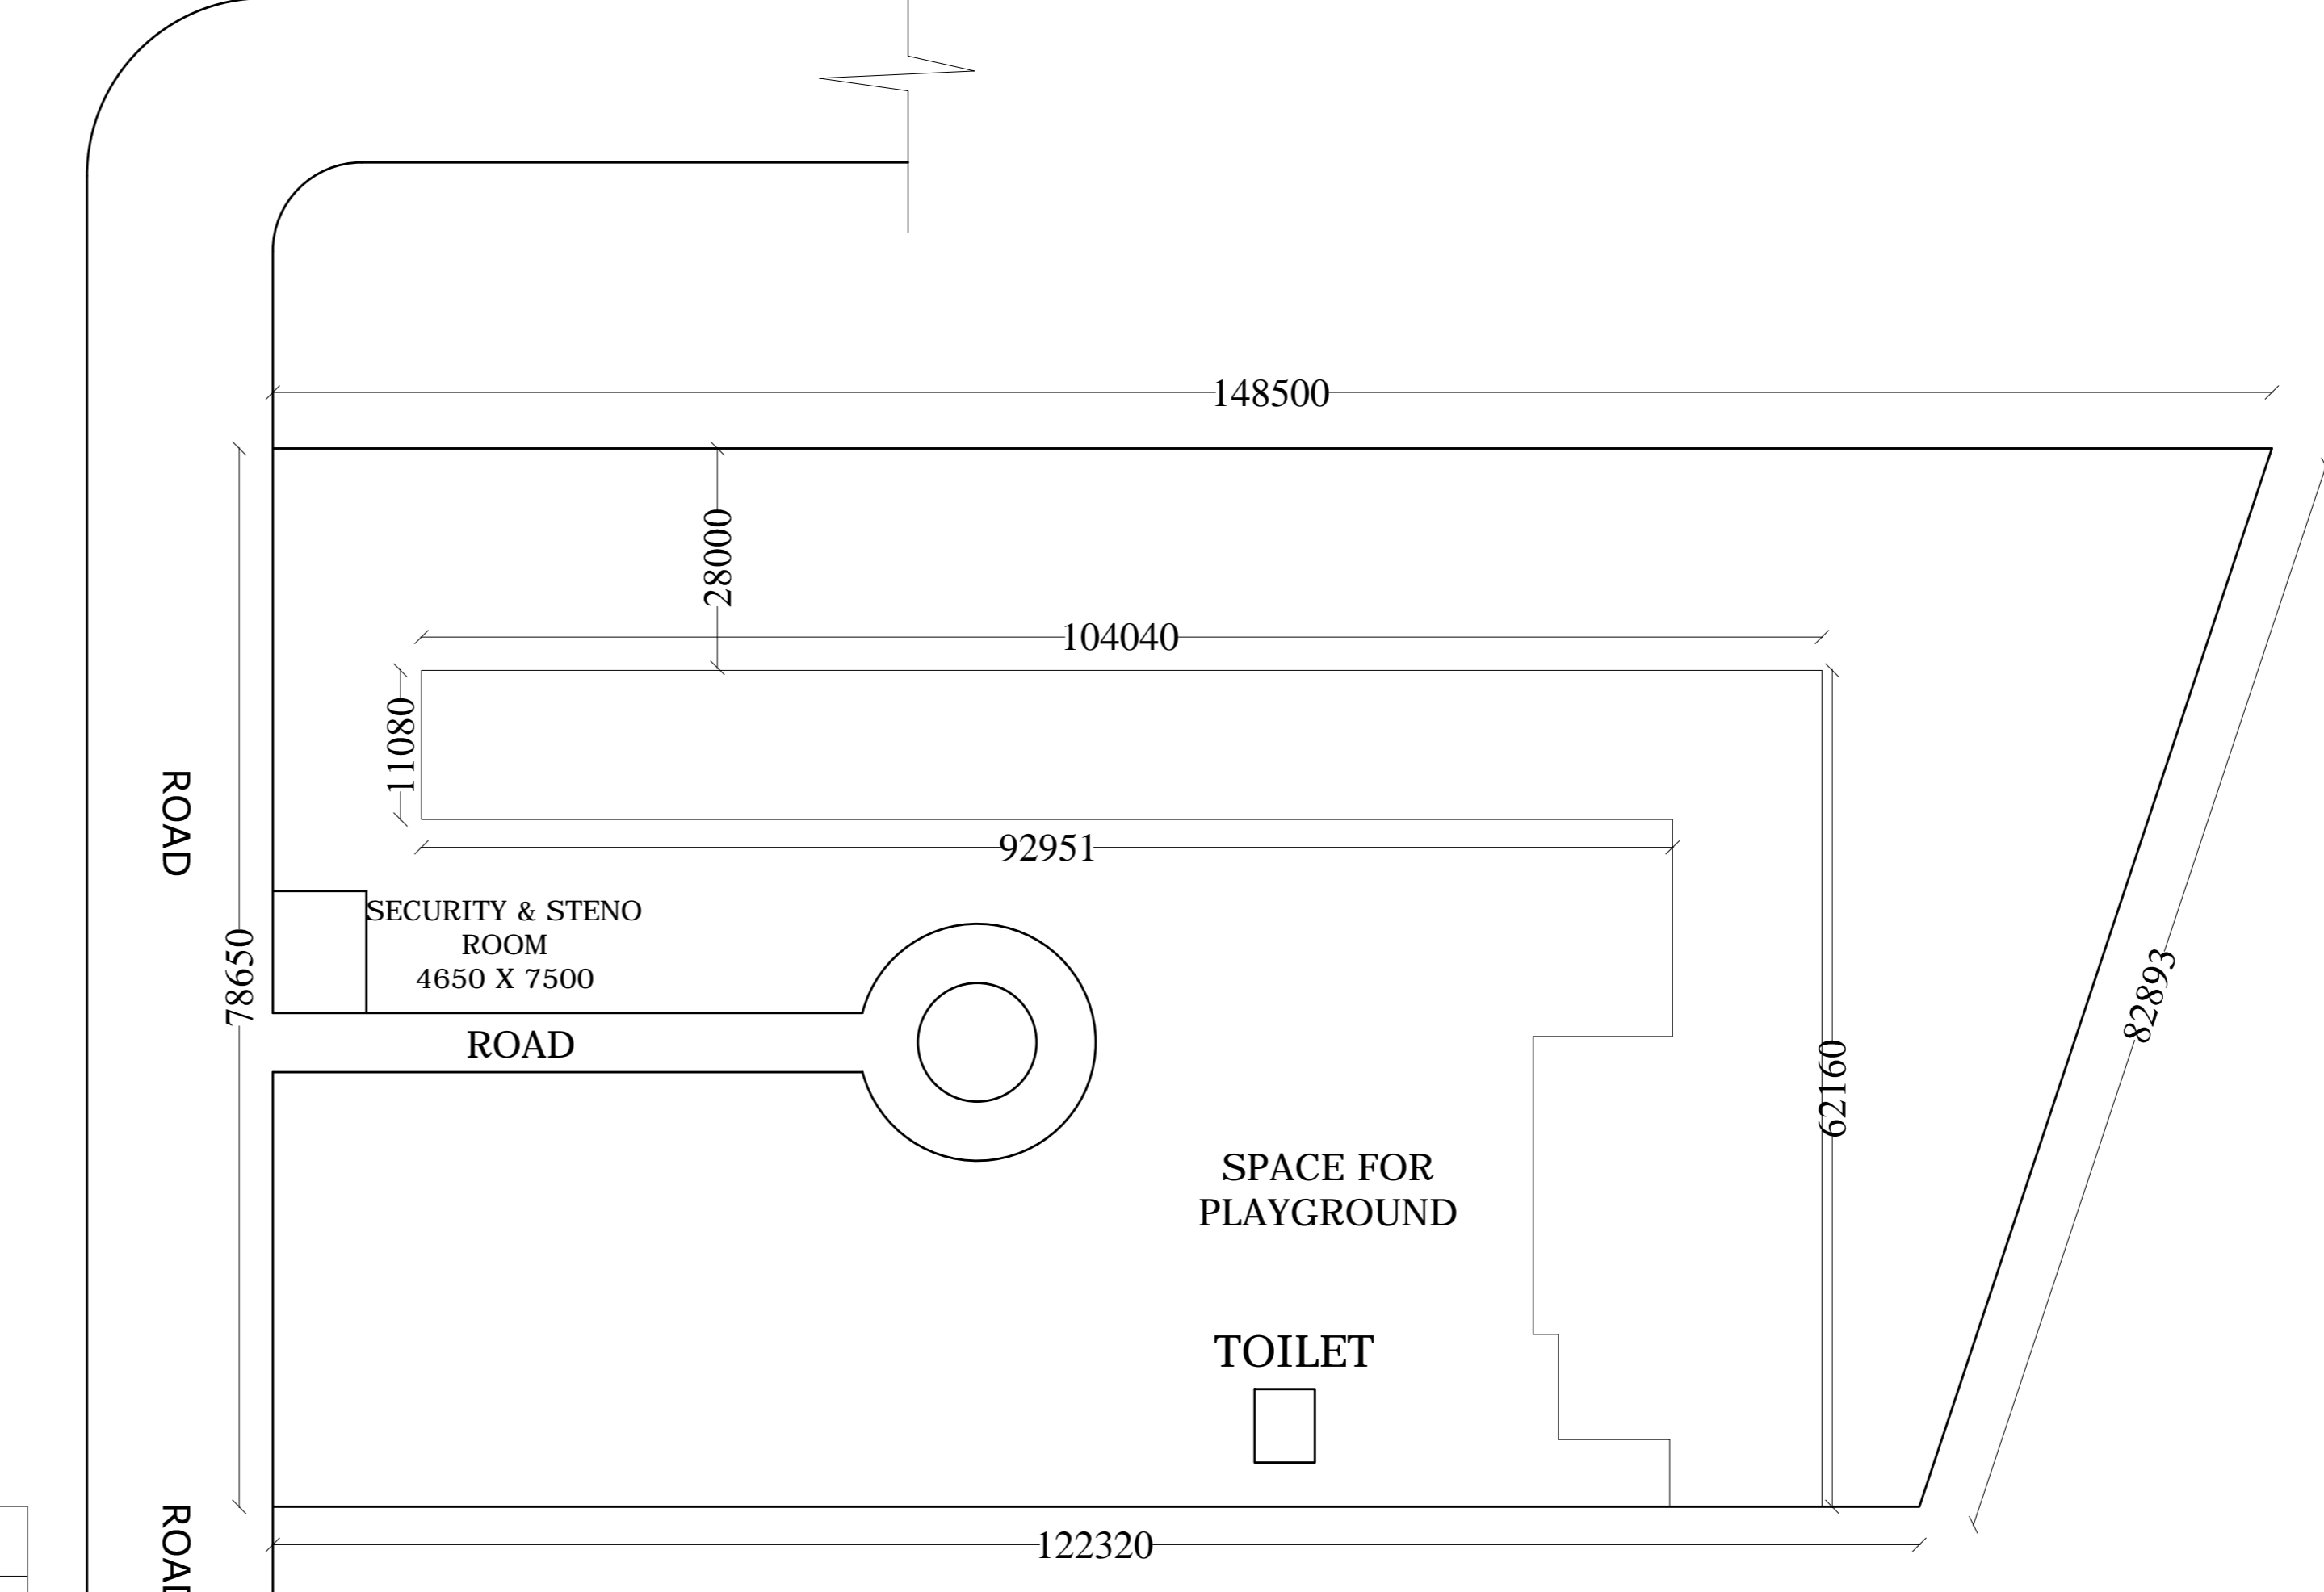 148500
28000
104040
11080
ROAD
92951
SECURITY & STENO
ROOM
4650 X 7500
78650
82893
ROAD
62160
SPACE FOR
PLAYGROUND
TOILET
ROAD
122320